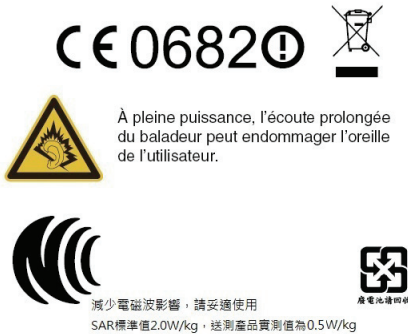 CE0682
À pleine puissance, l'écoute prolongée
du baladeur peut endommager l'oreille
de l'utilisateur.
減少電磁波影響，請妥適使用
SAR標準值2.0W/kg，送測產品實測值為0.5W/kg
廢電池請回收